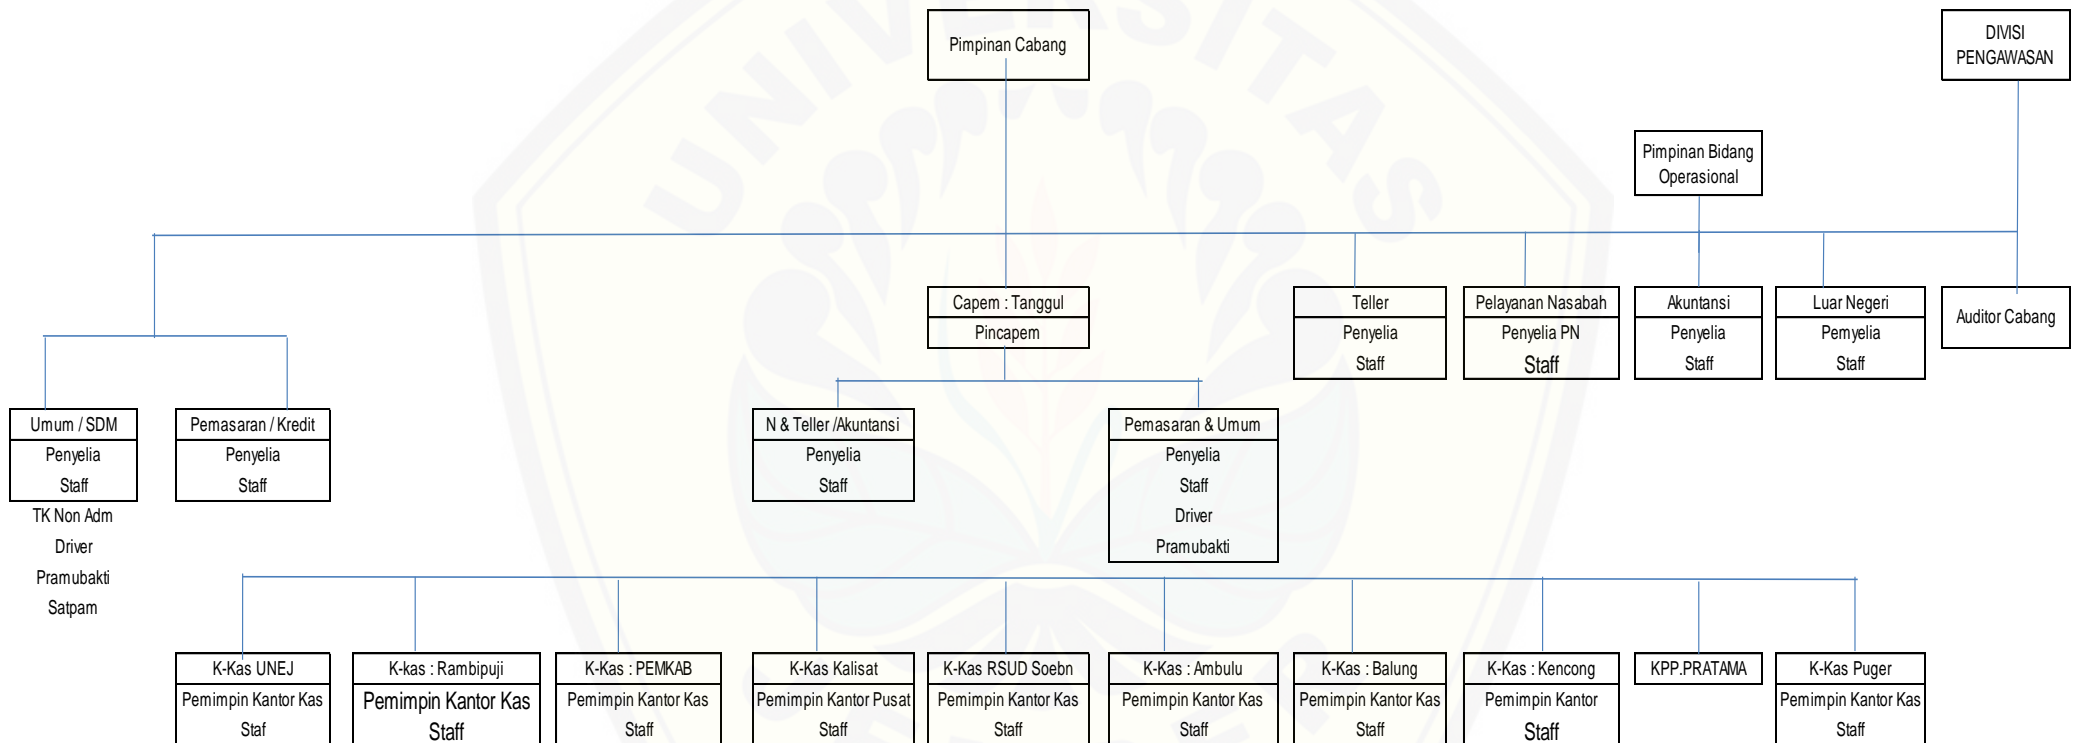 UNIVERSITAS
Pimpinan Cabang
DIVISI
PENGAWASAN
Pimpinan Bidang
Operasional
Capem : Tanggul
Pincapem
Teller
Penyelia
Staff
Pelayanan Nasabah
Penyelia PN
Staff
Akuntansi
Penyelia
Staff
Luar Negeri
Pemyelia
Staff
Auditor Cabang
Umum / SDM
Penyelia
Staff
TK Non Adm
Driver
Pramubakti
Satpam
Pemasaran / Kredit
Penyelia
Staff
N & Teller /Akuntansi
Penyelia
Staff
Pemasaran & Umum
Penyelia
Staff
Driver
Pramubakti
K-Kas UNEJ
Pemimpin Kantor Kas
Staf
K-kas : Rambipuji
Pemimpin Kantor Kas
Staff
K-Kas : PEMKAB
Pemimpin Kantor Kas
Staff
K-Kas Kalisat
Pemimpin Kantor Pusat
Staff
K-Kas RSUD Soebn
Pemimpin Kantor Kas
Staff
K-Kas : Ambulu
Pemimpin Kantor Kas
Staff
K-Kas : Balung
Pemimpin Kantor Kas
Staff
K-Kas : Kencong
Pemimpin Kantor
Staff
KPP.PRATAMA
K-Kas Puger
Pemimpin Kantor Kas
Staff